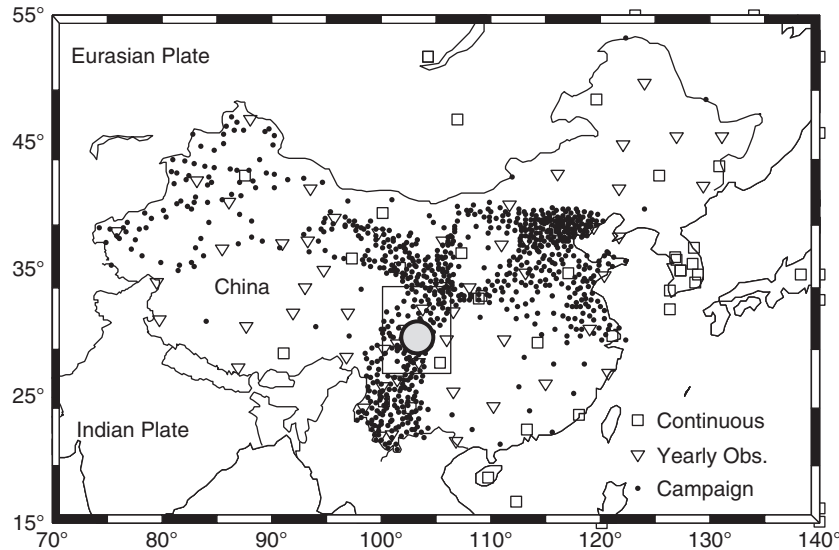 55°
Eurasian Plate
45°
35°
China
25°
Indian Plate
Continuous
Yearly Obs.
Campaign
15°
70° 80° 90° 100° 110° 120° 130° 140°